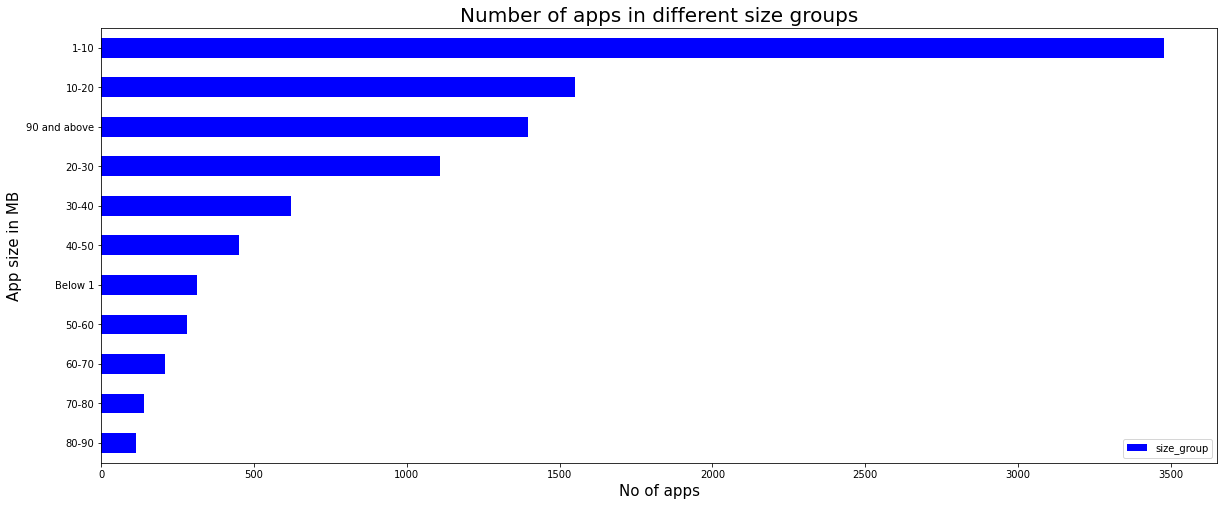 Number of apps in different size groups
App size in MB
1-10
10-20
90 and above
20-30
30-40
40-50
Below 1
50-60
60-70
70-80
80-90
size_group
0 500 1000 1500 2000 2500 3000 3500
No of apps